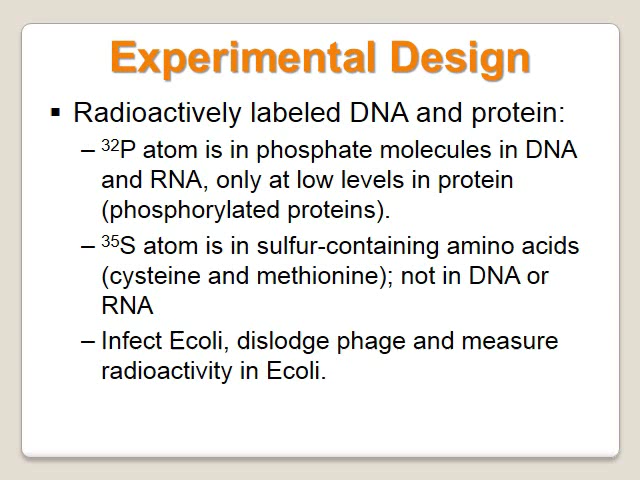 Experimental Design
▪ Radioactively labeled DNA and protein:
– ³²P atom is in phosphate molecules in DNA
and RNA, only at low levels in protein
(phosphorylated proteins).
– ³⁵S atom is in sulfur-containing amino acids
(cysteine and methionine); not in DNA or
RNA
– Infect Ecoli, dislodge phage and measure
radioactivity in Ecoli.